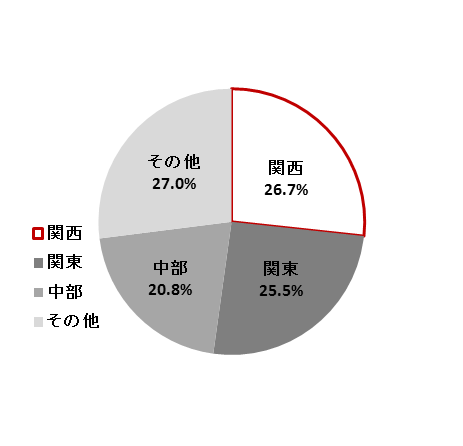 その他
27.0%
関西
26.7%
中部
20.8%
関東
25.5%
関西
関東
中部
その他